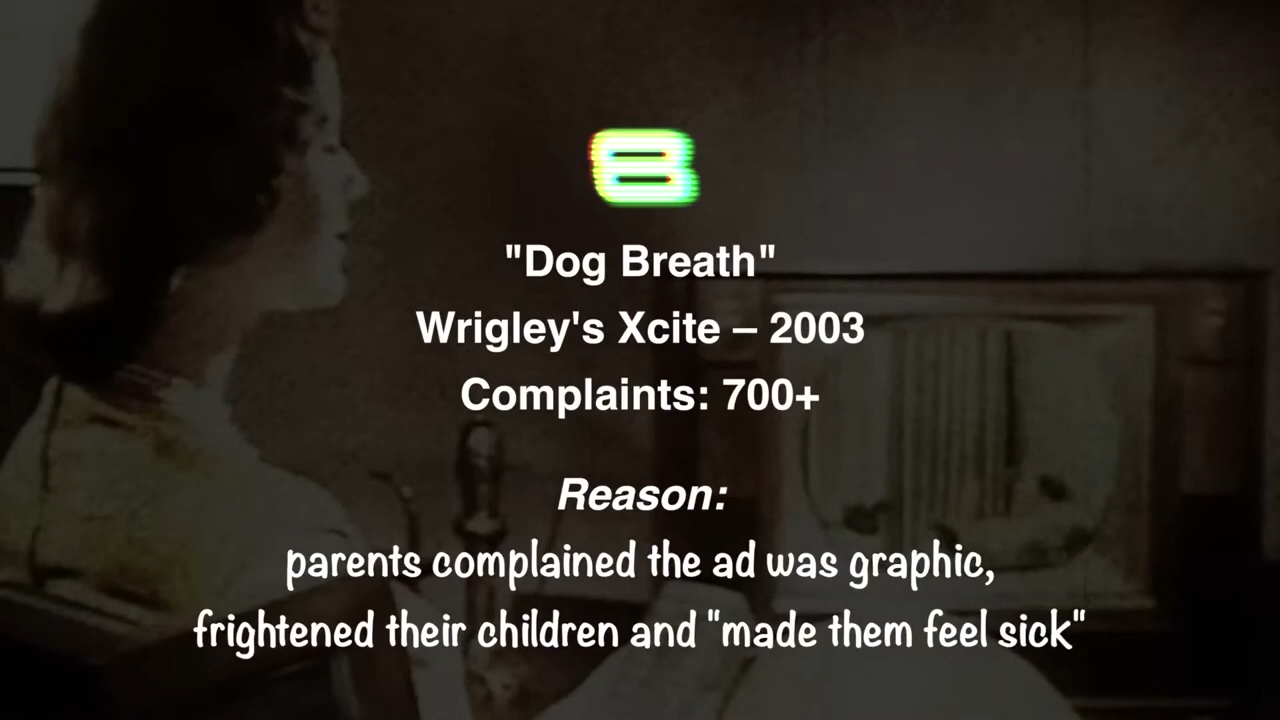 8
"Dog Breath"
Wrigley's Xcite – 2003
Complaints: 700+
Reason:
parents complained the ad was graphic,
frightened their children and "made them feel sick"